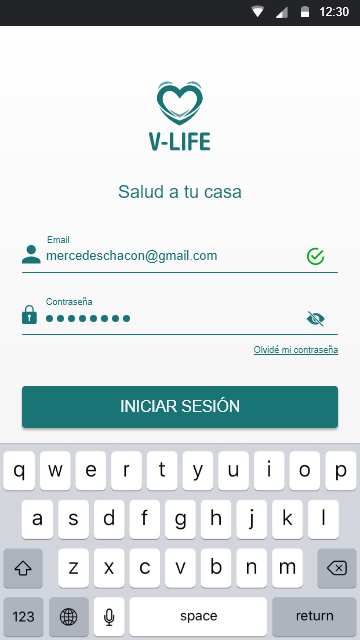 12:30
V-LIFE
Salud a tu casa
Email
mercedeschacon@gmail.com
Contraseña
Olvidé mi contraseña
INICIAR SESIÓN
q w e r t y u i o p
a s d f g h j k l
z x c v b n m
123 space return